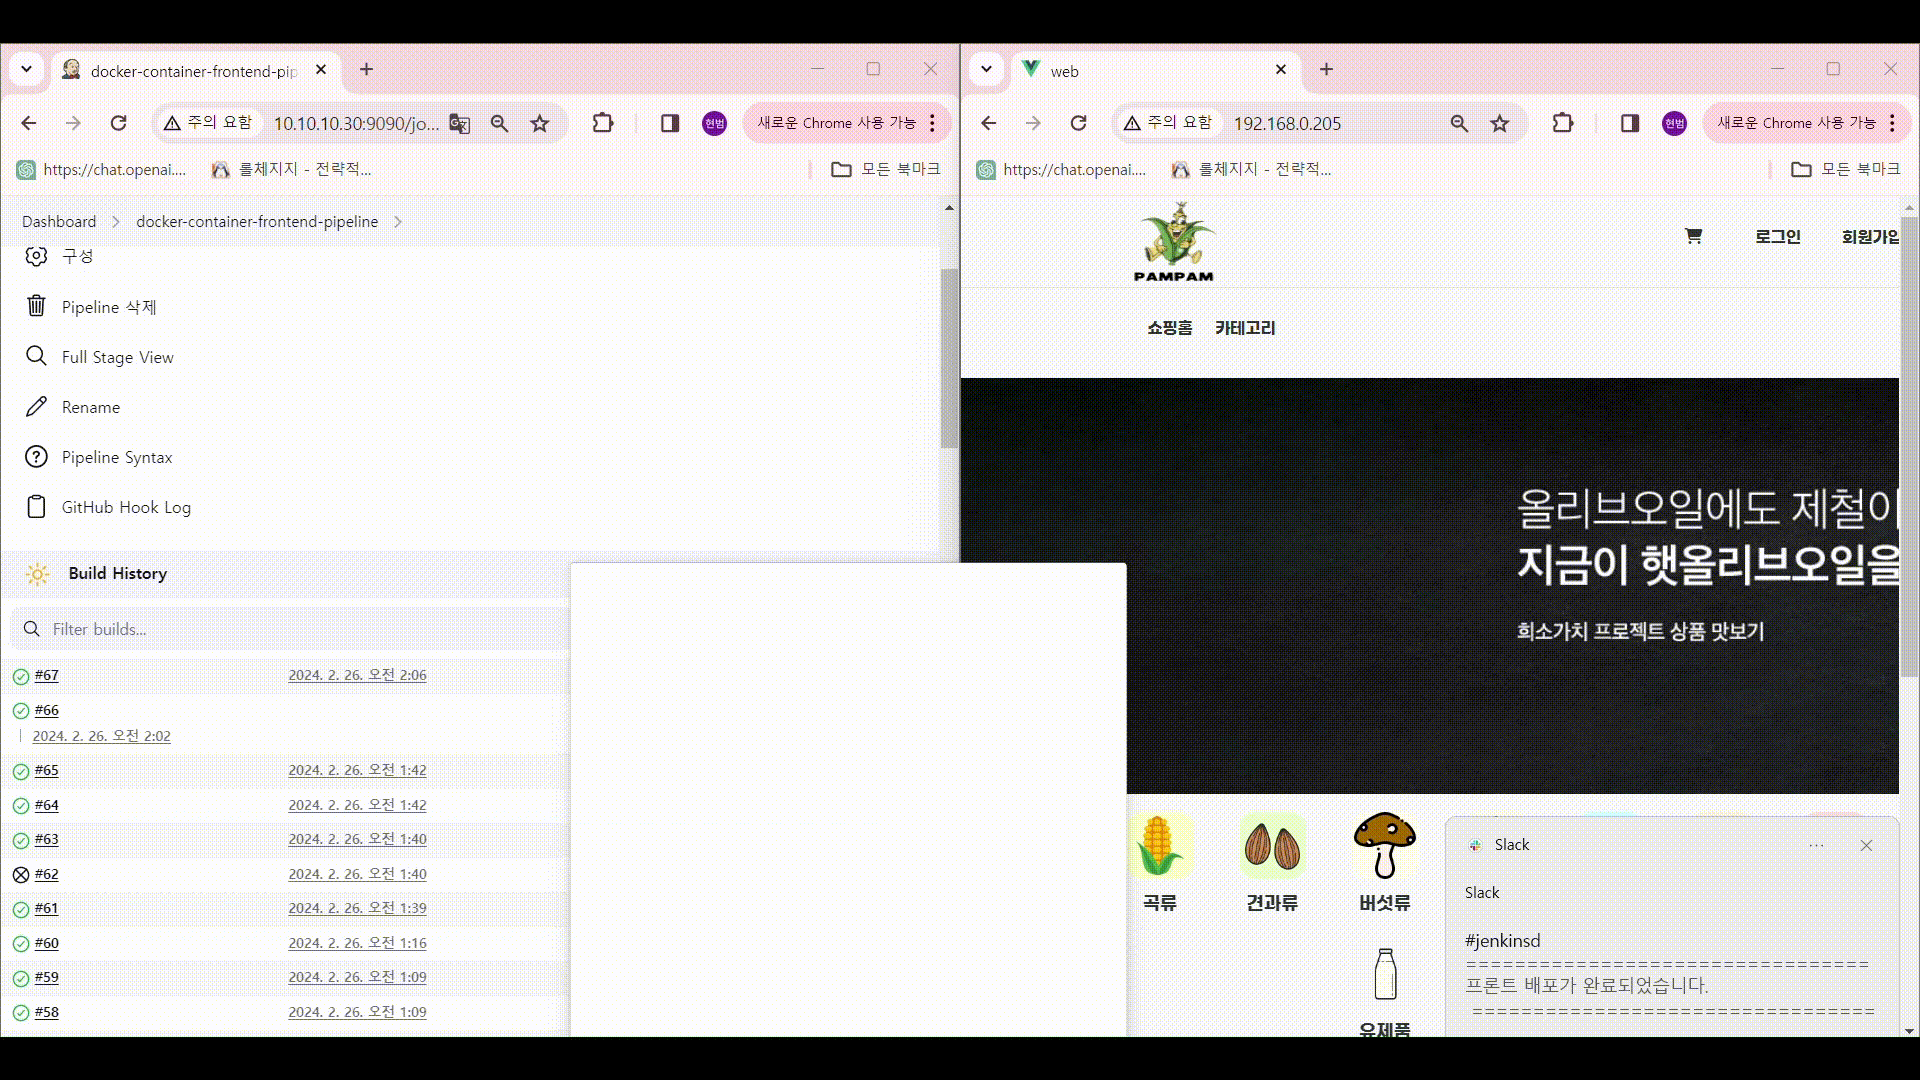 docker-container-frontend-pip
주의 요함
10.10.10.30:9090/jo...
현범
새로운 Chrome 사용 가능
https://chat.openai....
롤체지지 - 전략적...
모든 북마크
Dashboard
docker-container-frontend-pipeline
구성
Pipeline 삭제
Full Stage View
Rename
Pipeline Syntax
GitHub Hook Log
Build History
Filter builds...
#67 2024. 2. 26. 오전 2:06
#66
2024. 2. 26. 오전 2:02
#65 2024. 2. 26. 오전 1:42
#64 2024. 2. 26. 오전 1:42
#63 2024. 2. 26. 오전 1:40
#62 2024. 2. 26. 오전 1:40
#61 2024. 2. 26. 오전 1:39
#60 2024. 2. 26. 오전 1:16
#59 2024. 2. 26. 오전 1:09
#58 2024. 2. 26. 오전 1:09
web
주의 요함
192.168.0.205
현범
새로운 Chrome 사용 가능
https://chat.openai....
롤체지지 - 전략적...
모든 북마크
PAMPAM
로그인
회원가입
쇼핑홈
카테고리
올리브오일에도 제철이
지금이 햇올리브오일을
희소가치 프로젝트 상품 맛보기
곡류
견과류
버섯류
유제품
Slack
Slack
#jenkinsd
=================================
프론트 배포가 완료되었습니다.
=================================